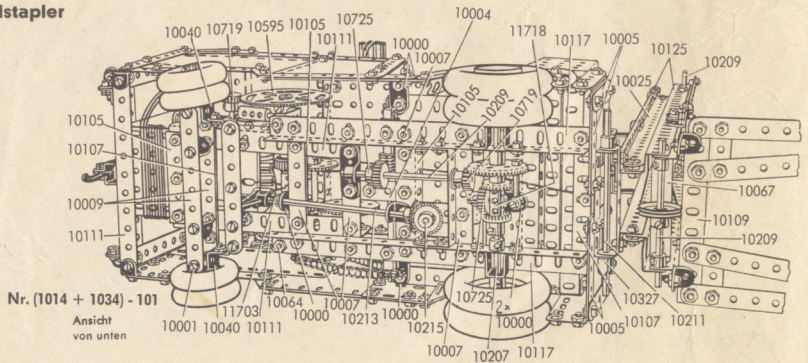 lstapler
10040 10719 10595 10105 10111 10725 10000 10007 10004 11718 10117 10005 10125 10209
10025
10105 10209 10719
10105
10107
10009
10111
10067
10109
10209
Nr. (1014 + 1034) - 101
Ansicht
von unten
10001 10040 11703 10111 10064 10000 10007 10213 10000 10215 10007 10725 10207 2x 10000 10117 10005 10107 10327 10211